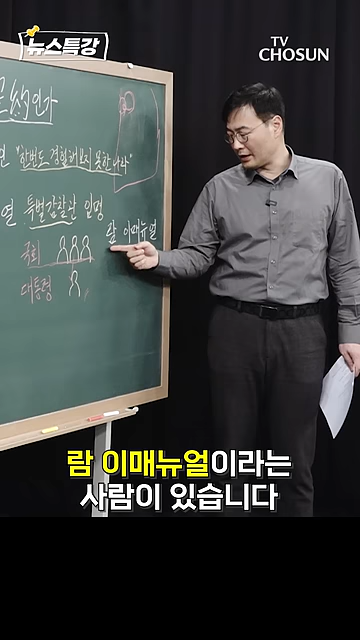 뉴스특강
TV
CHOSUN
인가
"한번도 경험해보지 못한 나라"
특별감찰관 임명
람 이매뉴얼
국회
대통령
람 이매뉴얼이라는
사람이 있습니다